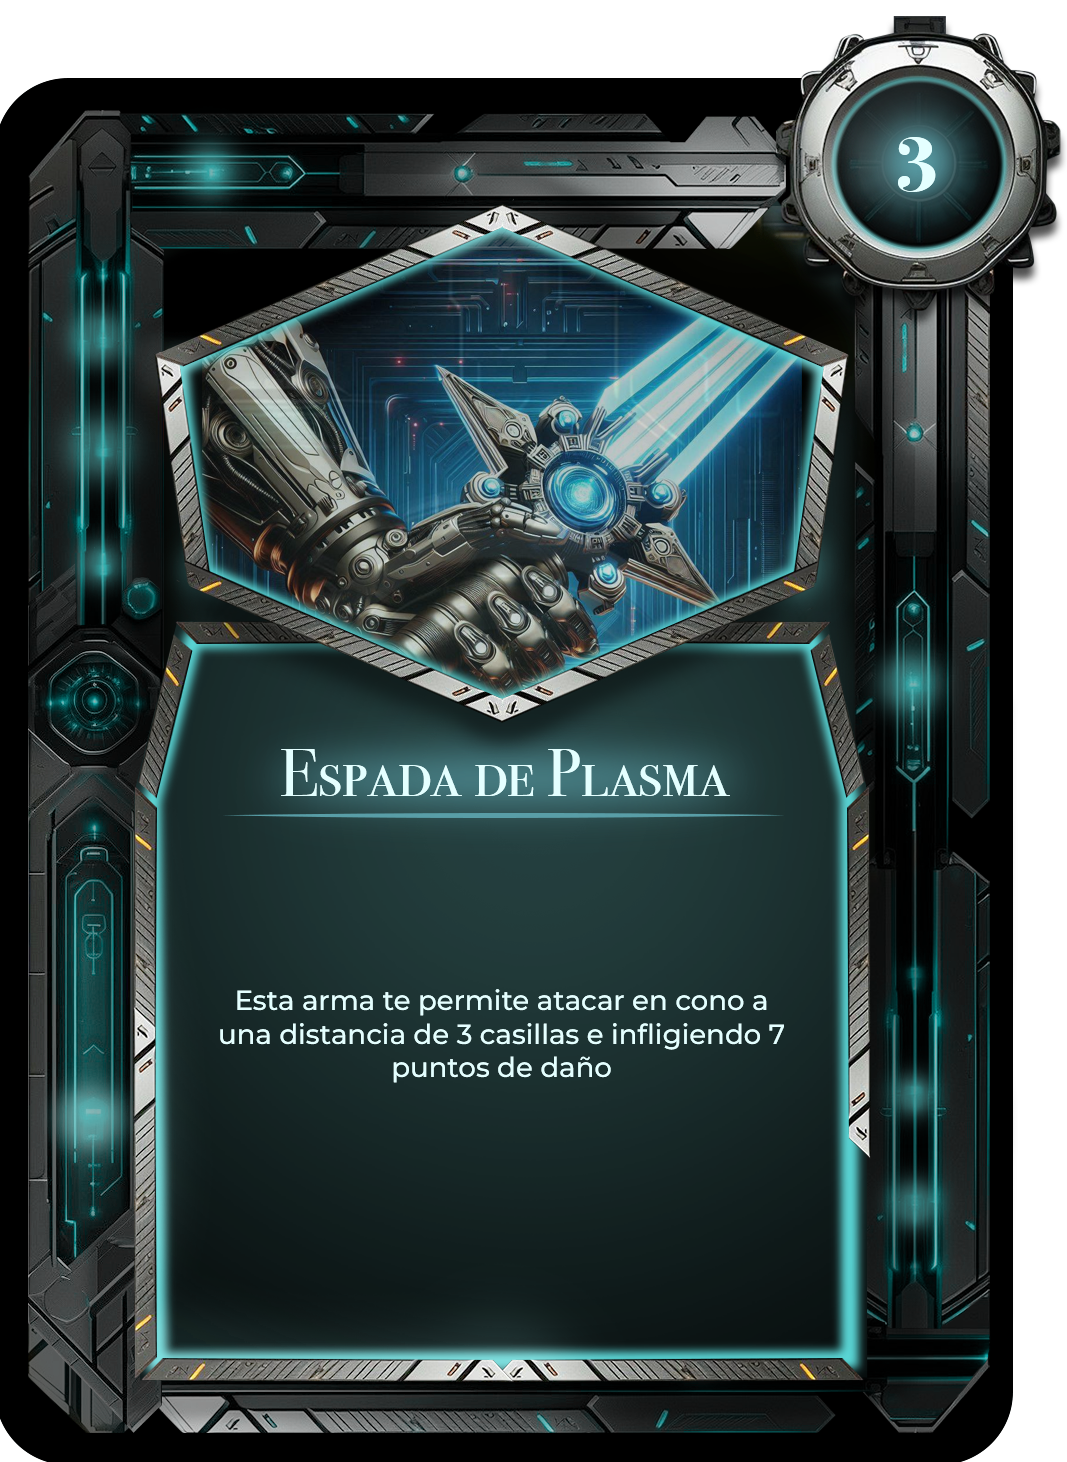 3
Espada de Plasma
Esta arma te permite atacar en cono a
una distancia de 3 casillas e infligiendo 7
puntos de daño